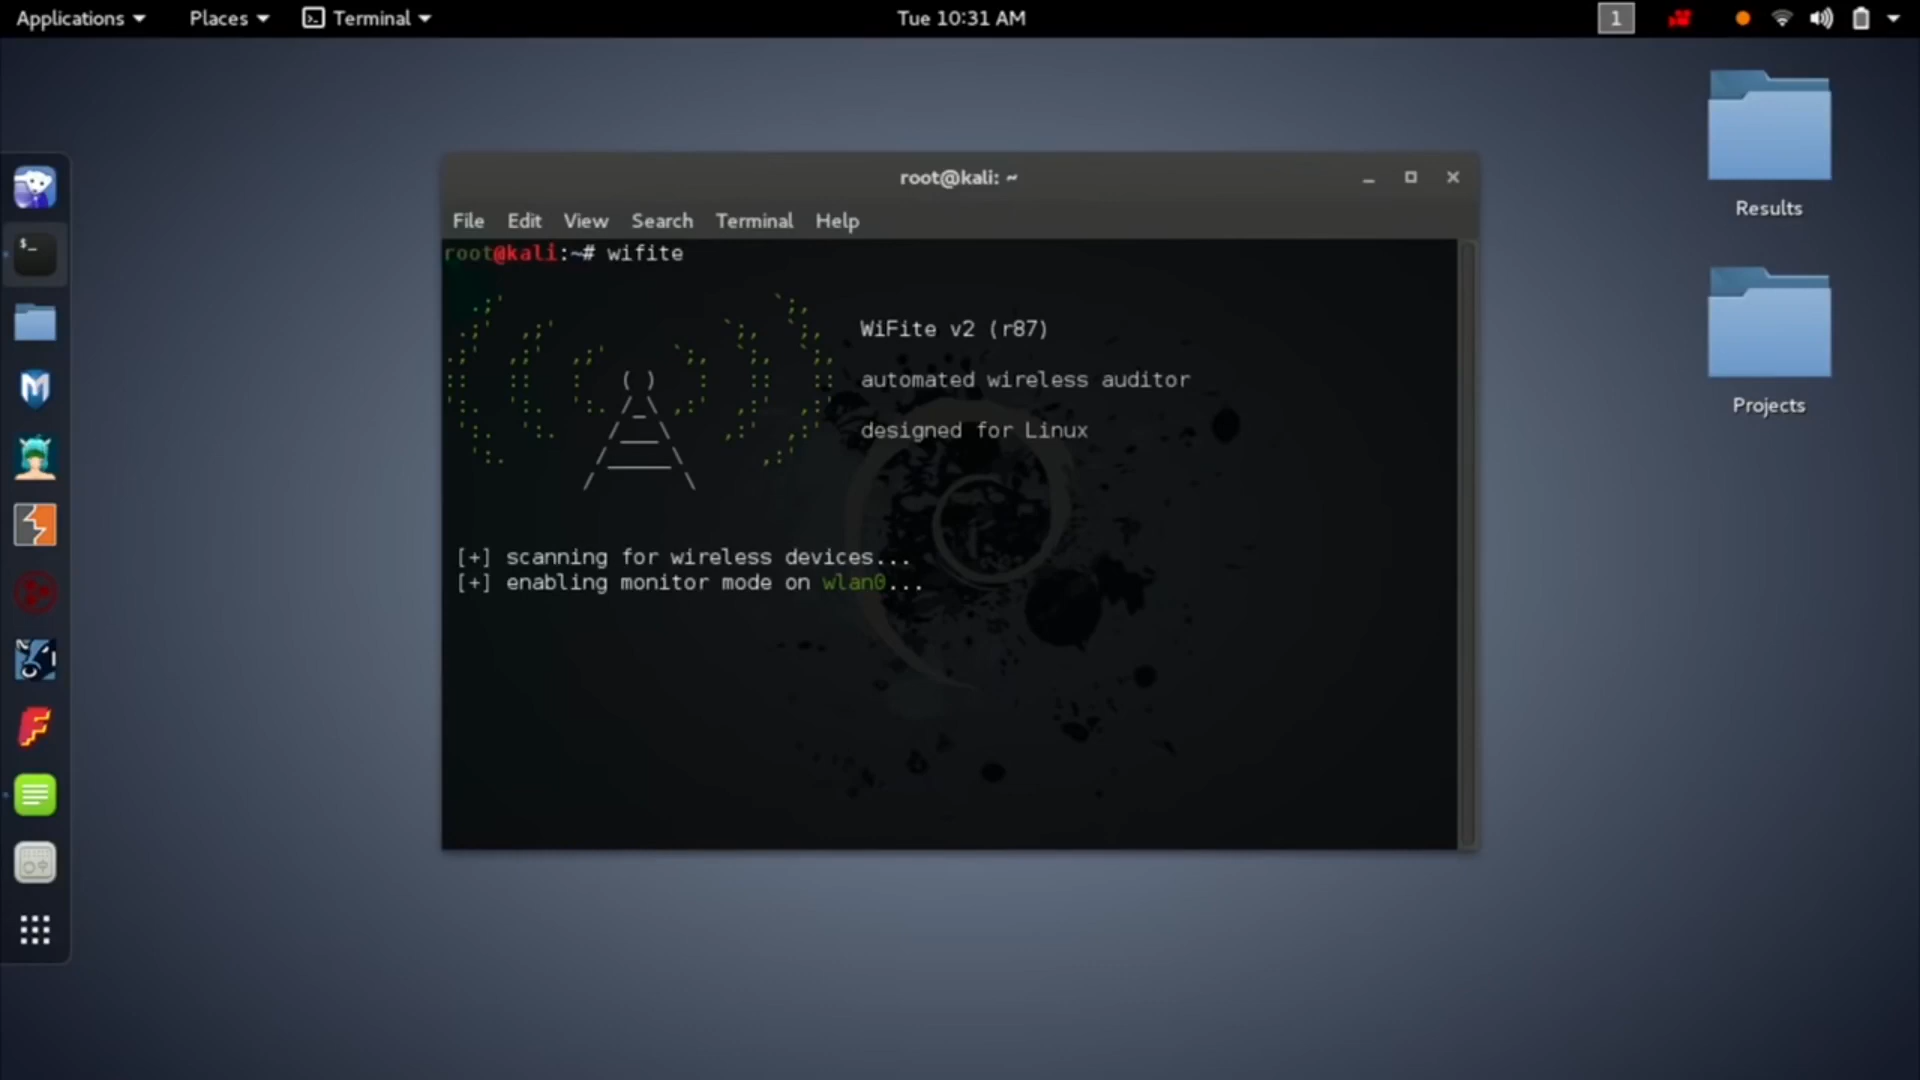 Applications Places Terminal Tue 10:31 AM 1
Results
Projects
root@kali: ~
File Edit View Search Terminal Help
root@kali:~# wifite
WiFite v2 (r87)
automated wireless auditor
designed for Linux
[+] scanning for wireless devices...
[+] enabling monitor mode on wlan0...